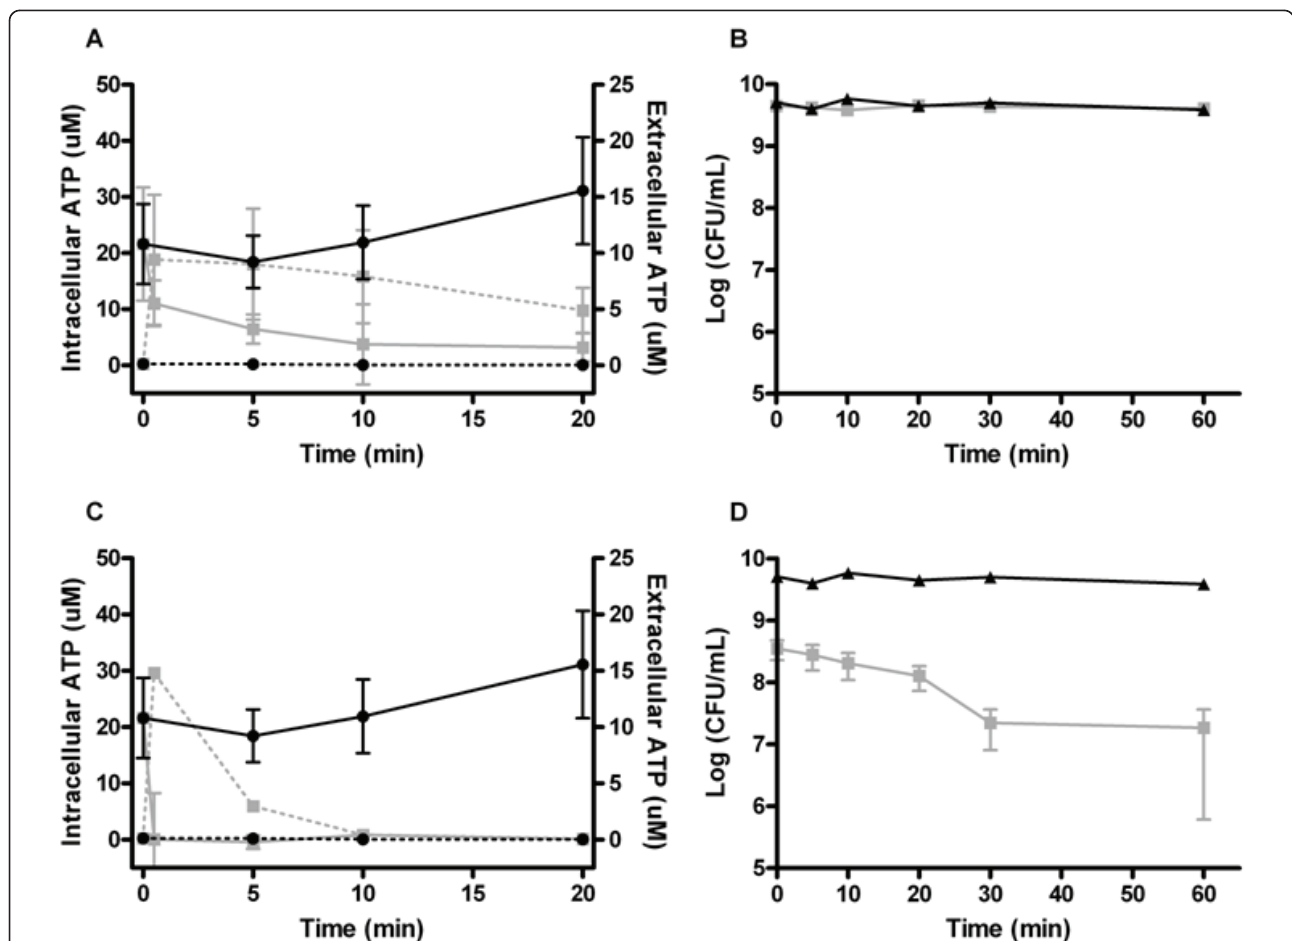 A
50
40
30
20
10
0
Intracellular ATP (uM)
25
20
15
10
5
0
Extracellular ATP (uM)
0 5 10 15 20
Time (min)
B
10
9
8
7
6
5
Log (CFU/mL)
0 10 20 30 40 50 60
Time (min)
C
50
40
30
20
10
0
Intracellular ATP (uM)
25
20
15
10
5
0
Extracellular ATP (uM)
0 5 10 15 20
Time (min)
D
10
9
8
7
6
5
Log (CFU/mL)
0 10 20 30 40 50 60
Time (min)